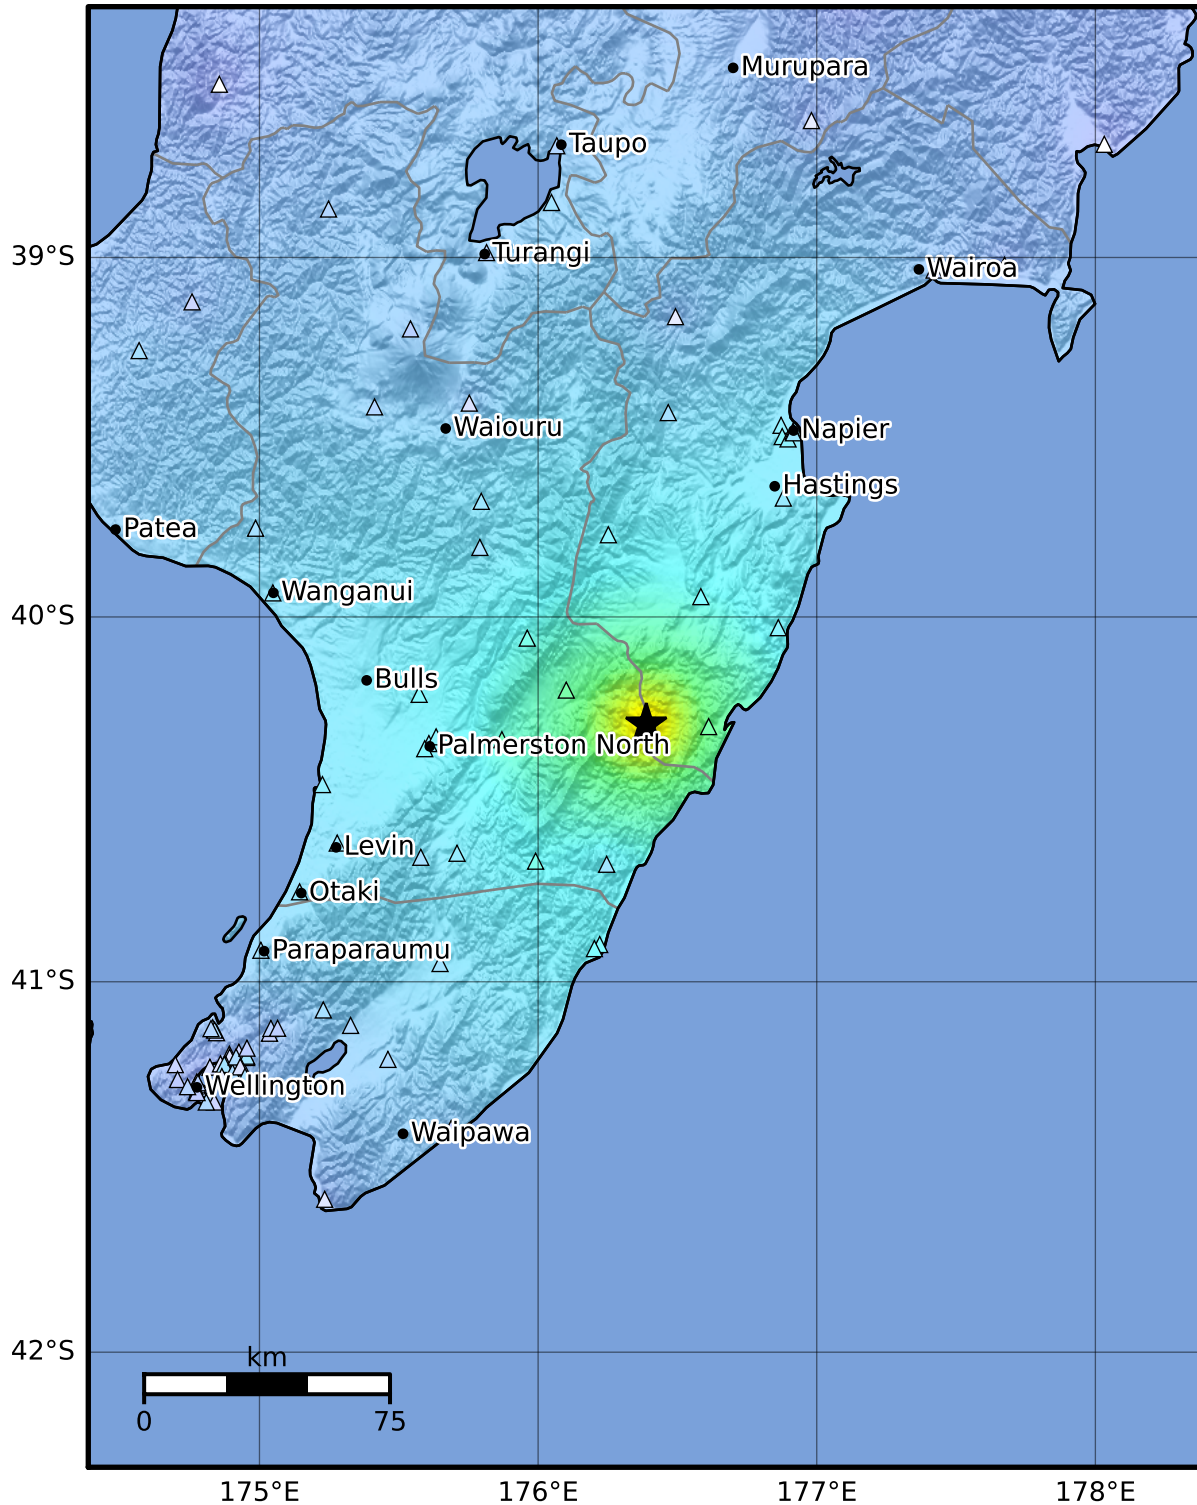 Murupara
Taupo
Turangi
39°S
Wairoa
Waiouru
Napier
Hastings
Patea
Wanganui
40°S
Bulls
Palmerston North
Levin
Otaki
Paraparaumu
41°S
Wellington
Waipawa
42°S
km
0
75
175°E
176°E
177°E
178°E